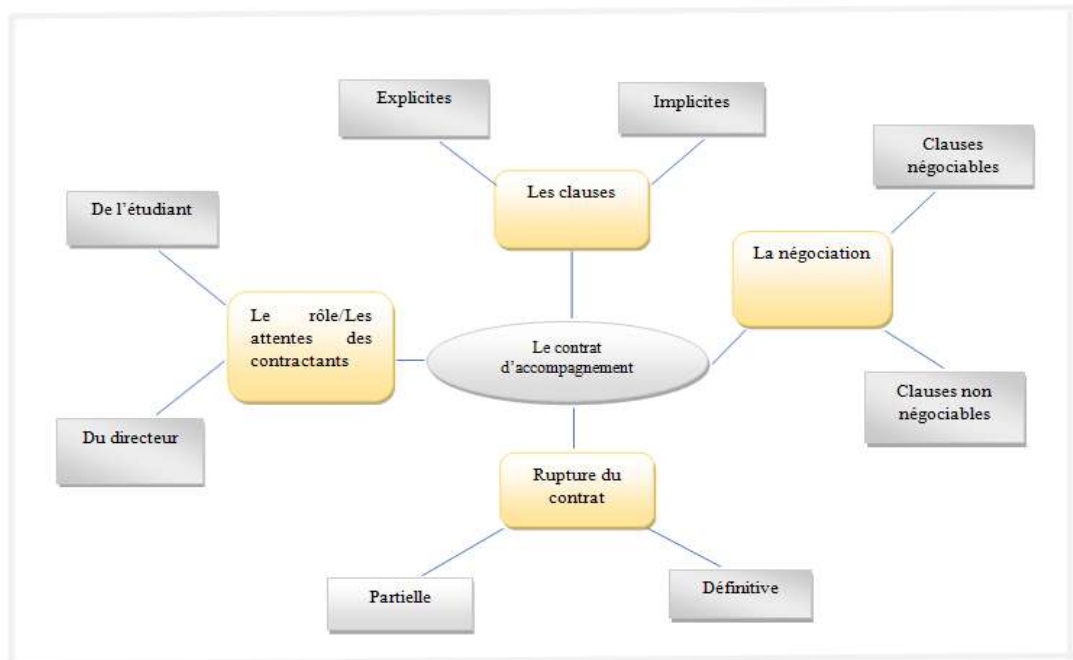 Explicites
Implicites
Clauses
négociables
Les clauses
De l'étudiant
La négociation
Le rôle/Les
attentes des
contractants
Le contrat
d'accompagnement
Clauses non
négociables
Du directeur
Rupture du
contrat
Partielle
Définitive